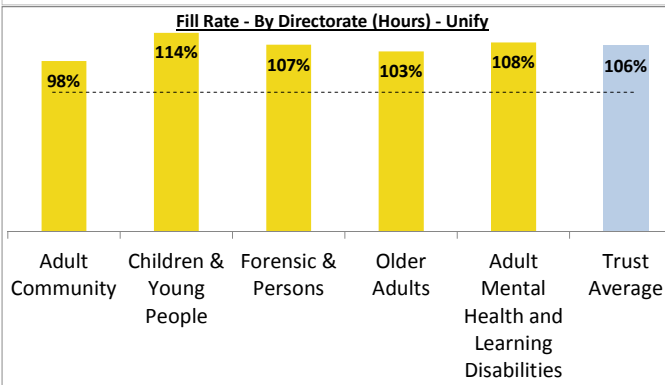 Fill Rate - By Directorate (Hours) - Unify
98%
114%
107%
103%
108%
106%
Adult
Community
Children &
Young
People
Forensic &
Persons
Older
Adults
Adult
Mental
Health and
Learning
Disabilities
Trust
Average